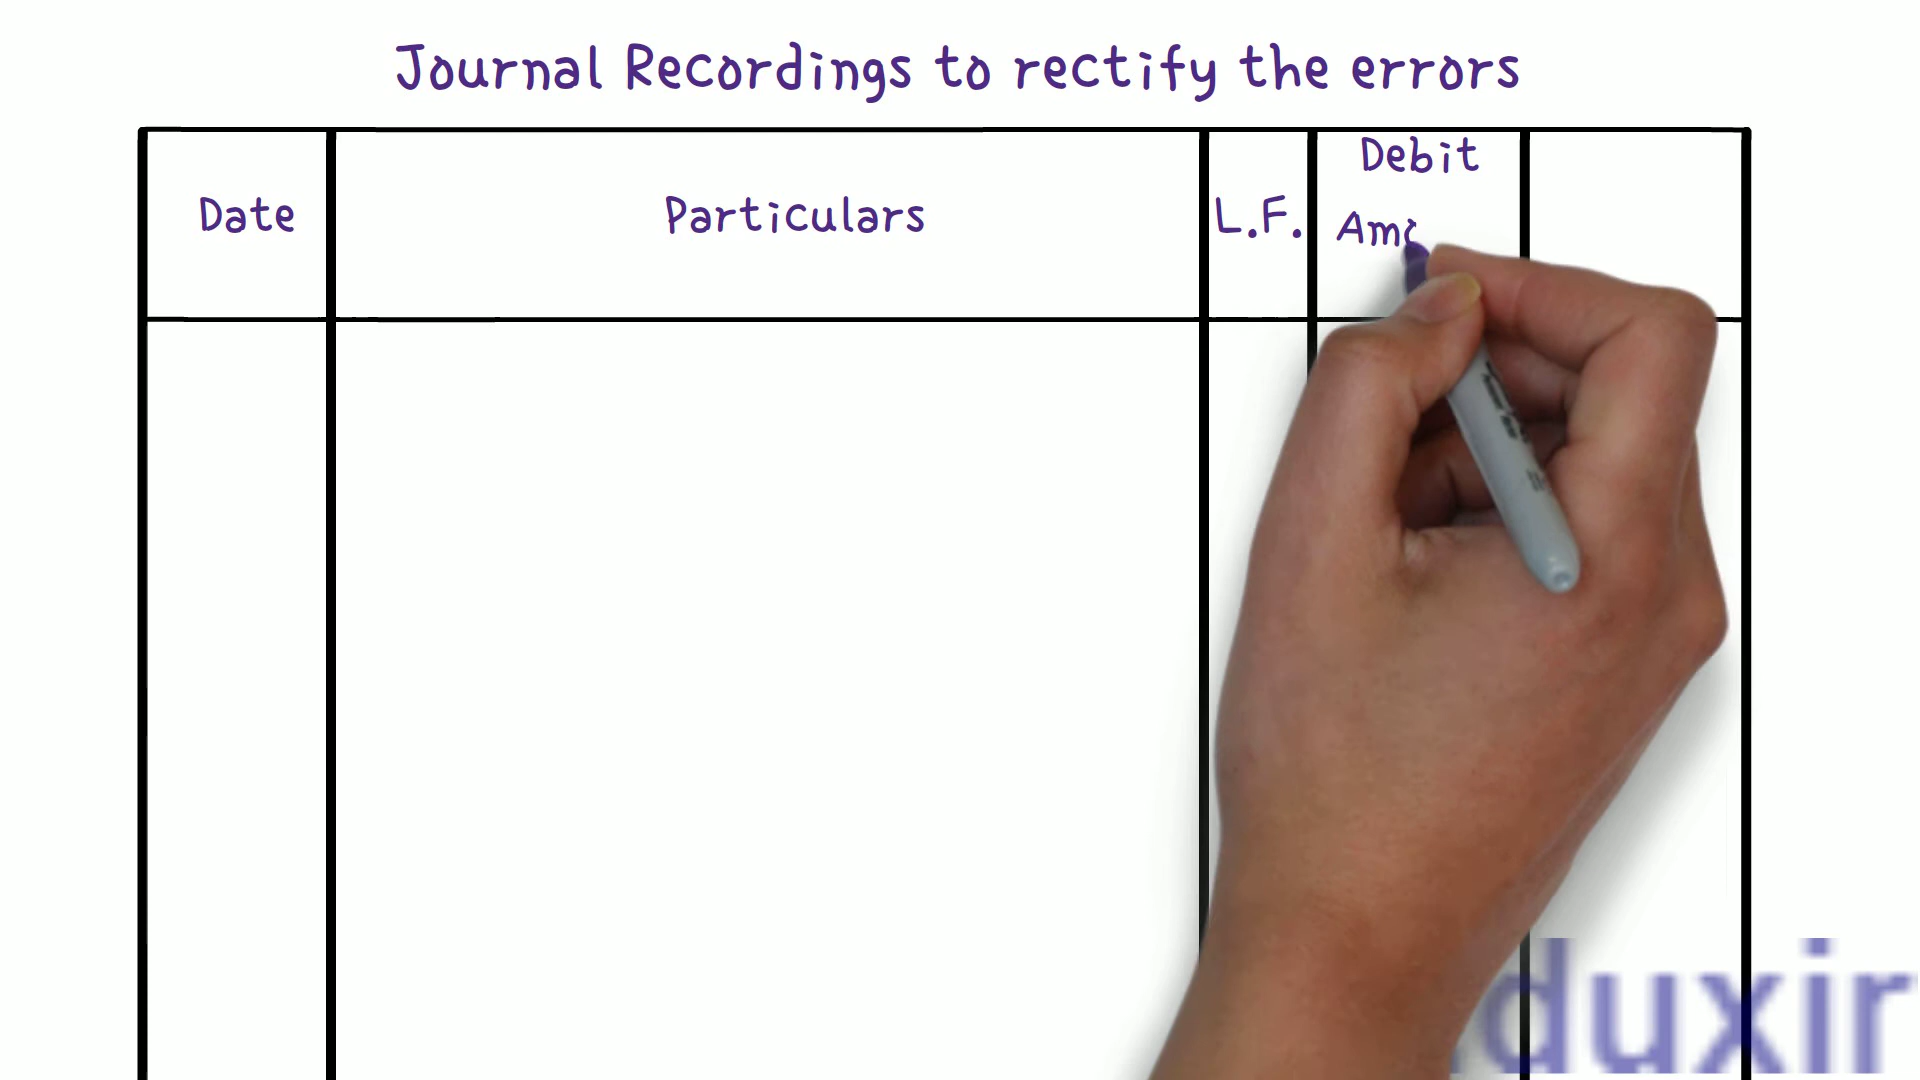 Journal Recordings to rectify the errors
Date
Particulars
L.F.
Debit
Am
duxir